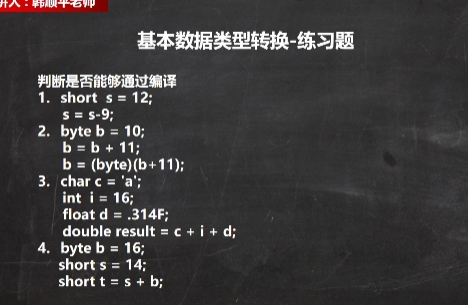 讲人：韩顺平老师
基本数据类型转换-练习题
判断是否能够通过编译
1. short s = 12;
s = s-9;
2. byte b = 10;
b = b + 11;
b = (byte)(b+11);
3. char c = 'a';
int i = 16;
float d = .314F;
double result = c + i + d;
4. byte b = 16;
short s = 14;
short t = s + b;